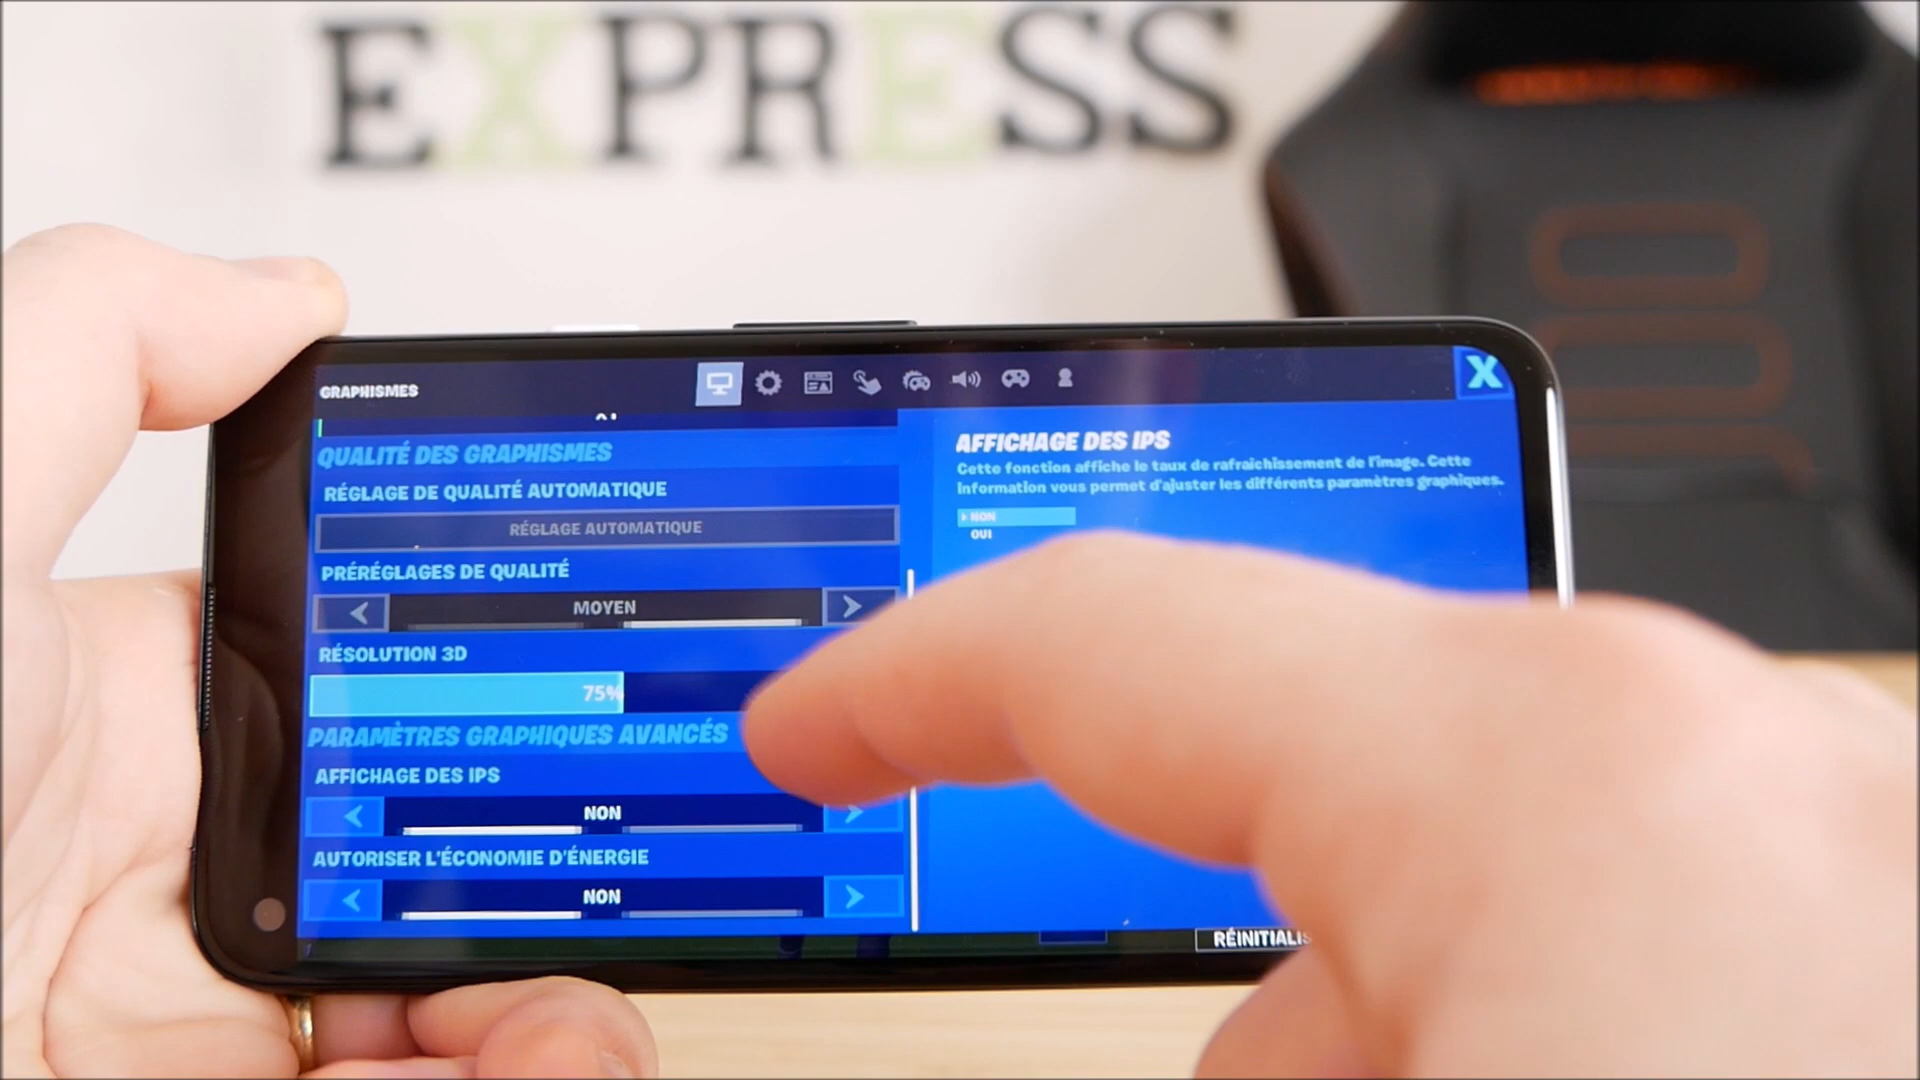 EXPRESS
GRAPHISMES
X
QUALITÉ DES GRAPHISMES
RÉGLAGE DE QUALITÉ AUTOMATIQUE
RÉGLAGE AUTOMATIQUE
PRÉRÉGLAGES DE QUALITÉ
MOYEN
RÉSOLUTION 3D
75%
PARAMÈTRES GRAPHIQUES AVANCÉS
AFFICHAGE DES IPS
NON
AUTORISER L'ÉCONOMIE D'ÉNERGIE
NON
AFFICHAGE DES IPS
Cette fonction affiche le taux de rafraichissement de l'image. Cette
information vous permet d'ajuster les différents paramètres graphiques.
NON
OUI
RÉINITIALIS